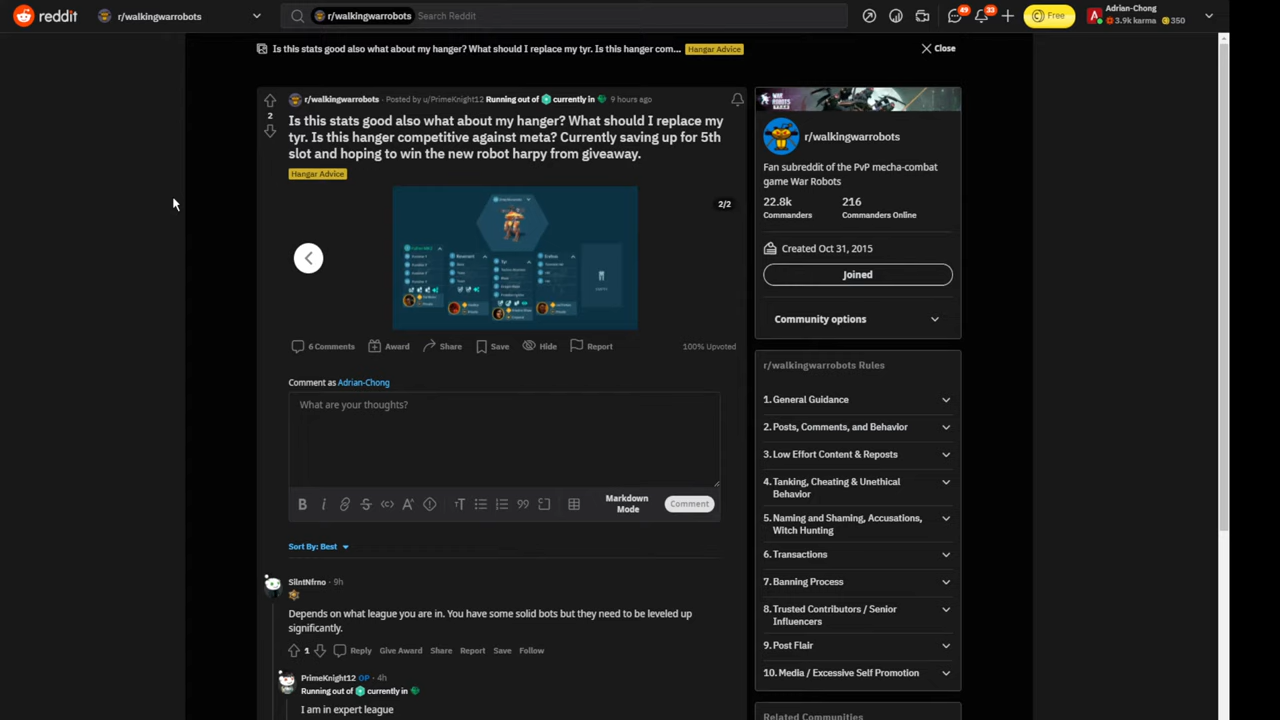 reddit r/walkingwarrobots r/walkingwarrobots Search Reddit 49 33 Free Adrian-Chong
3.9k karma 350
Is this stats good also what about my hanger? What should I replace my tyr. Is this hanger com... Hangar Advice Close
r/walkingwarrobots · Posted by u/PrimeKnight12 Running out of currently in 9 hours ago
2
Is this stats good also what about my hanger? What should I replace my
tyr. Is this hanger competitive against meta? Currently saving up for 5th
slot and hoping to win the new robot harpy from giveaway.
Hangar Advice
2/2
Revenant
Tyr
6 Comments Award Share Save Hide Report 100% Upvoted
Comment as Adrian-Chong
What are your thoughts?
Markdown
Mode
Comment
Sort By: Best
SilntNfrno · 9h
Depends on what league you are in. You have some solid bots but they need to be leveled up
significantly.
1 Reply Give Award Share Report Save Follow
PrimeKnight12 OP · 4h
Running out of currently in
I am in expert league
WAR
ROBOTS
r/walkingwarrobots
Fan subreddit of the PvP mecha-combat
game War Robots
22.8k 216
Commanders Commanders Online
Created Oct 31, 2015
Joined
Community options
r/walkingwarrobots Rules
1. General Guidance
2. Posts, Comments, and Behavior
3. Low Effort Content & Reposts
4. Tanking, Cheating & Unethical
Behavior
5. Naming and Shaming, Accusations,
Witch Hunting
6. Transactions
7. Banning Process
8. Trusted Contributors / Senior
Influencers
9. Post Flair
10. Media / Excessive Self Promotion
Related Communities